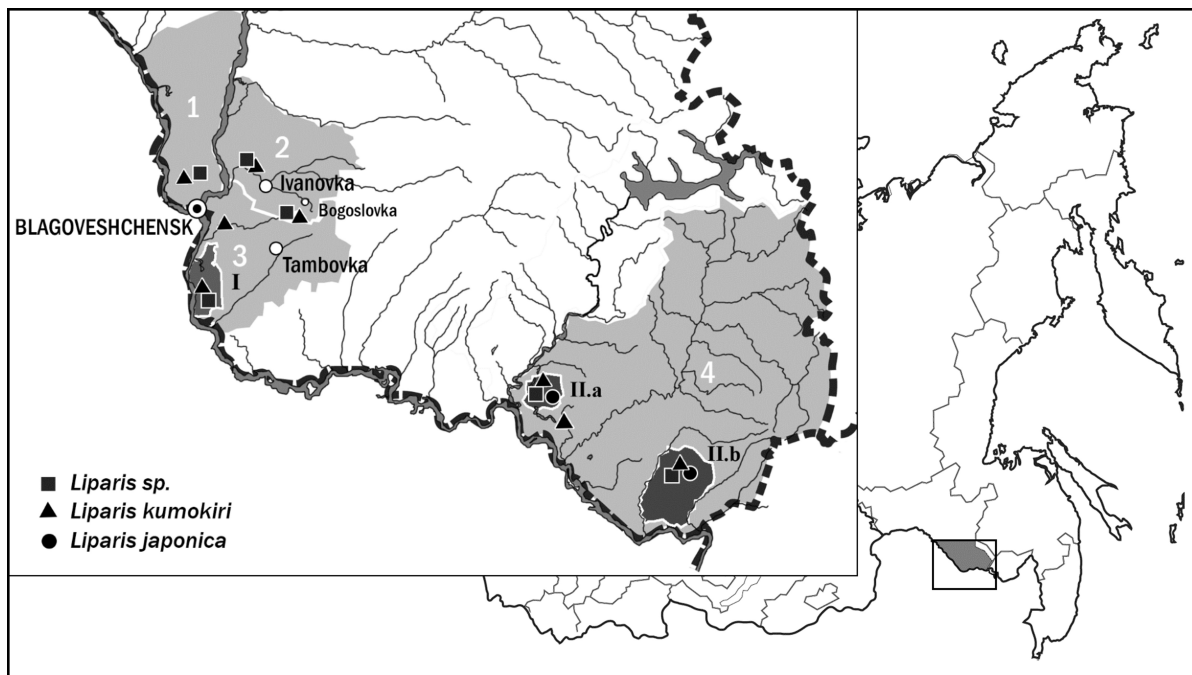 1
2
Ivanovka
Bogoslovka
BLAGOVESHCHENSK
3
Tambovka
I
4
II.a
II.b
Liparis sp.
Liparis kumokiri
Liparis japonica